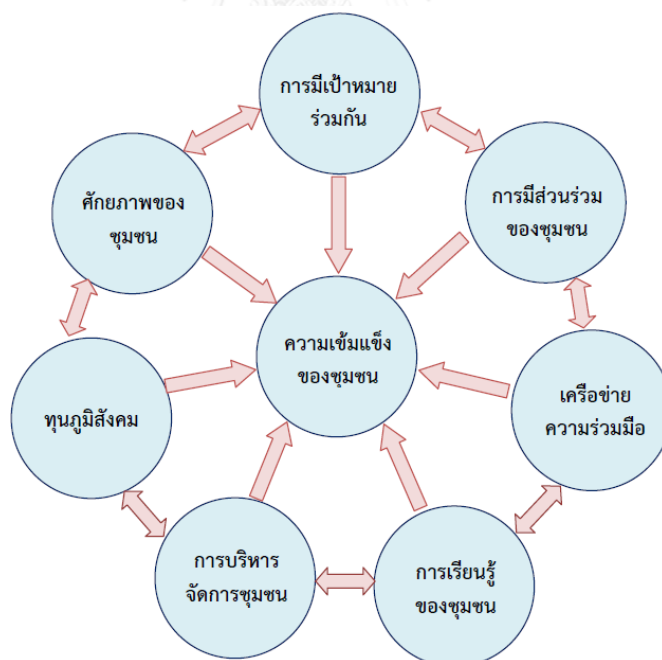 การมีเป้าหมาย
ร่วมกัน
ศักยภาพของ
ชุมชน
การมีส่วนร่วม
ของชุมชน
ความเข้มแข็ง
ของชุมชน
ทุนภูมิสังคม
เครือข่าย
ความร่วมมือ
การบริหาร
จัดการชุมชน
การเรียนรู้
ของชุมชน